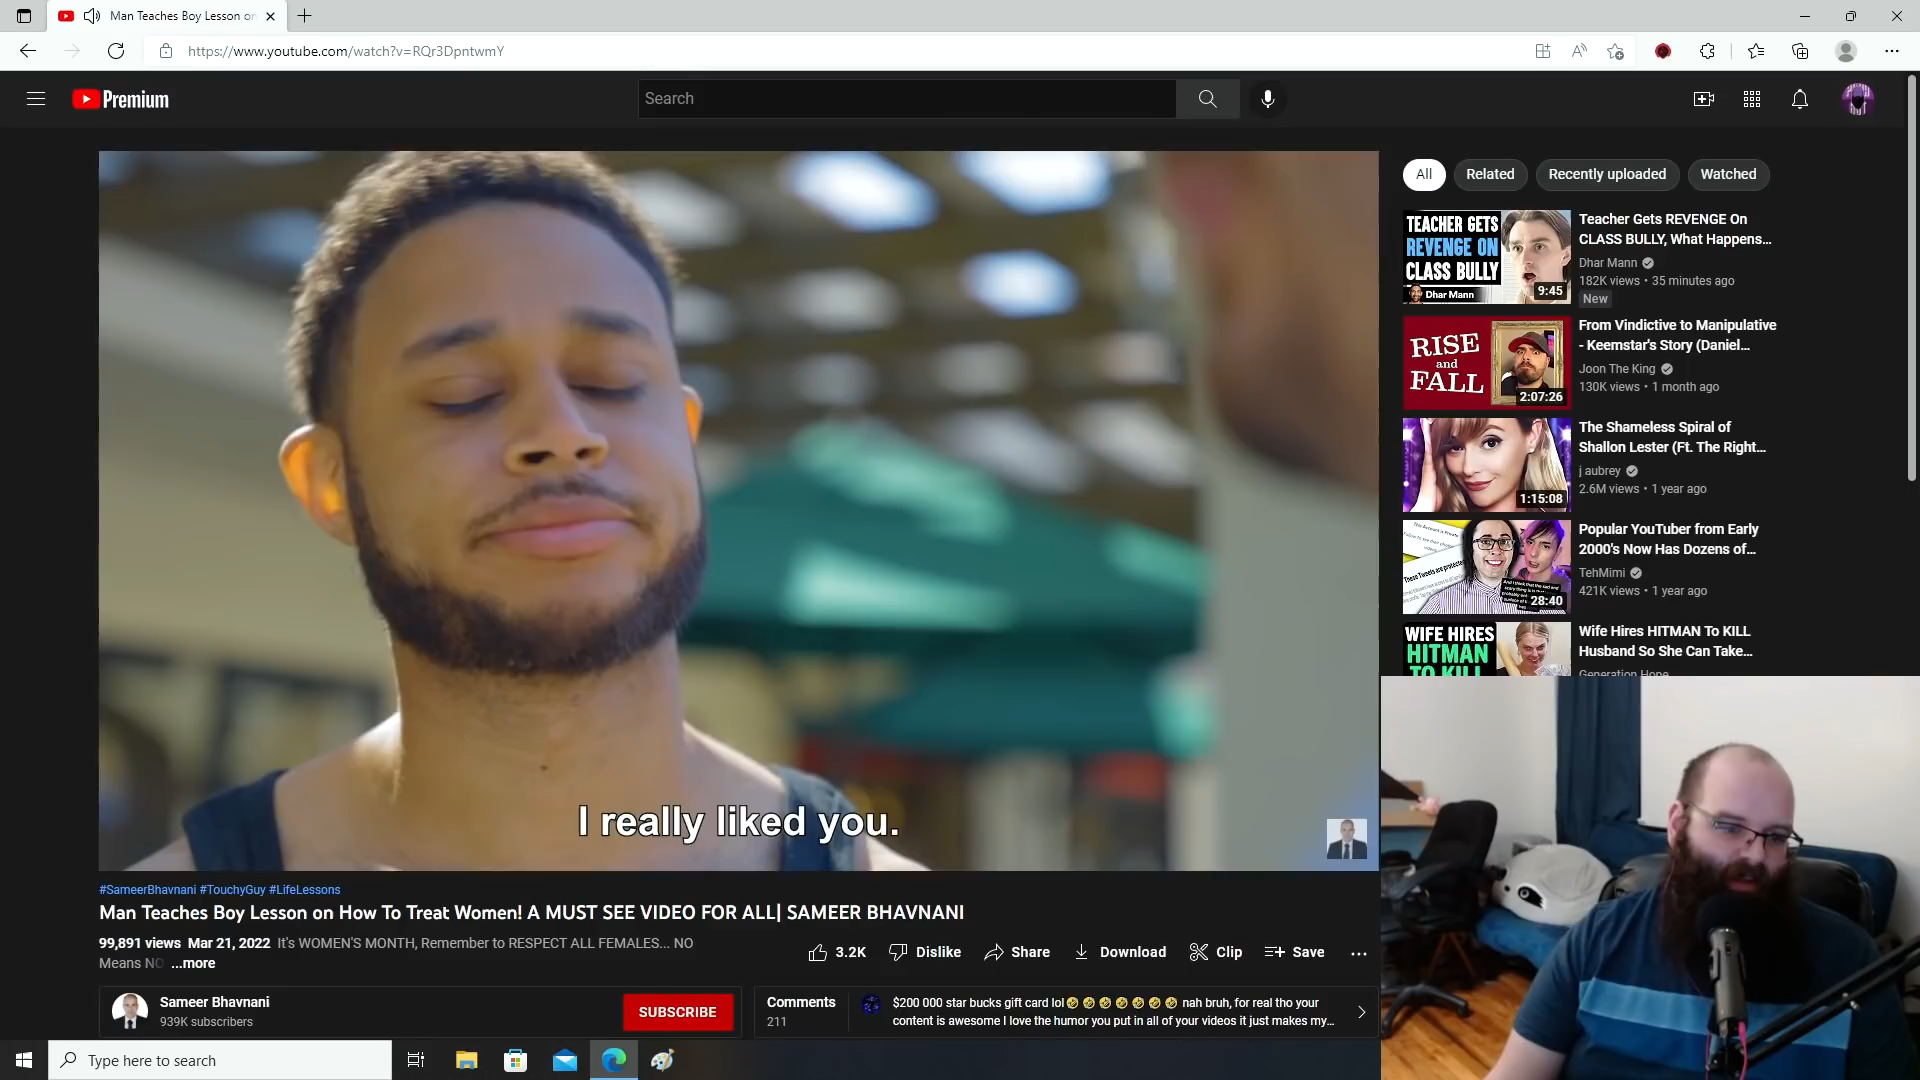 Man Teaches Boy Lesson on
https://www.youtube.com/watch?v=RQr3DpntwmY
Premium
Search
I really liked you.
#SameerBhavnani #TouchyGuy #LifeLessons
Man Teaches Boy Lesson on How To Treat Women! A MUST SEE VIDEO FOR ALL| SAMEER BHAVNANI
99,891 views Mar 21, 2022 It's WOMEN'S MONTH, Remember to RESPECT ALL FEMALES... NO
Means NO ...more
3.2K
Dislike
Share
Download
Clip
Save
Sameer Bhavnani
939K subscribers
SUBSCRIBE
Comments
211
$200 000 star bucks gift card lol🤣🤣🤣🤣🤣🤣🤣🤣 nah bruh, for real tho your
content is awesome I love the humor you put in all of your videos it just makes my...
All
Related
Recently uploaded
Watched
TEACHER GETS
REVENGE ON
CLASS BULLY
Dhar Mann
9:45
Teacher Gets REVENGE On
CLASS BULLY, What Happens...
Dhar Mann
182K views • 35 minutes ago
New
RISE
and
FALL
2:07:26
From Vindictive to Manipulative
- Keemstar's Story (Daniel...
Joon The King
130K views • 1 month ago
1:15:08
The Shameless Spiral of
Shallon Lester (Ft. The Right...
j aubrey
2.6M views • 1 year ago
These Tweets are protected
28:40
Popular YouTuber from Early
2000's Now Has Dozens of...
TehMimi
421K views • 1 year ago
WIFE HIRES
HITMAN
TO KILL
Wife Hires HITMAN To KILL
Husband So She Can Take...
Generation Hope
Type here to search